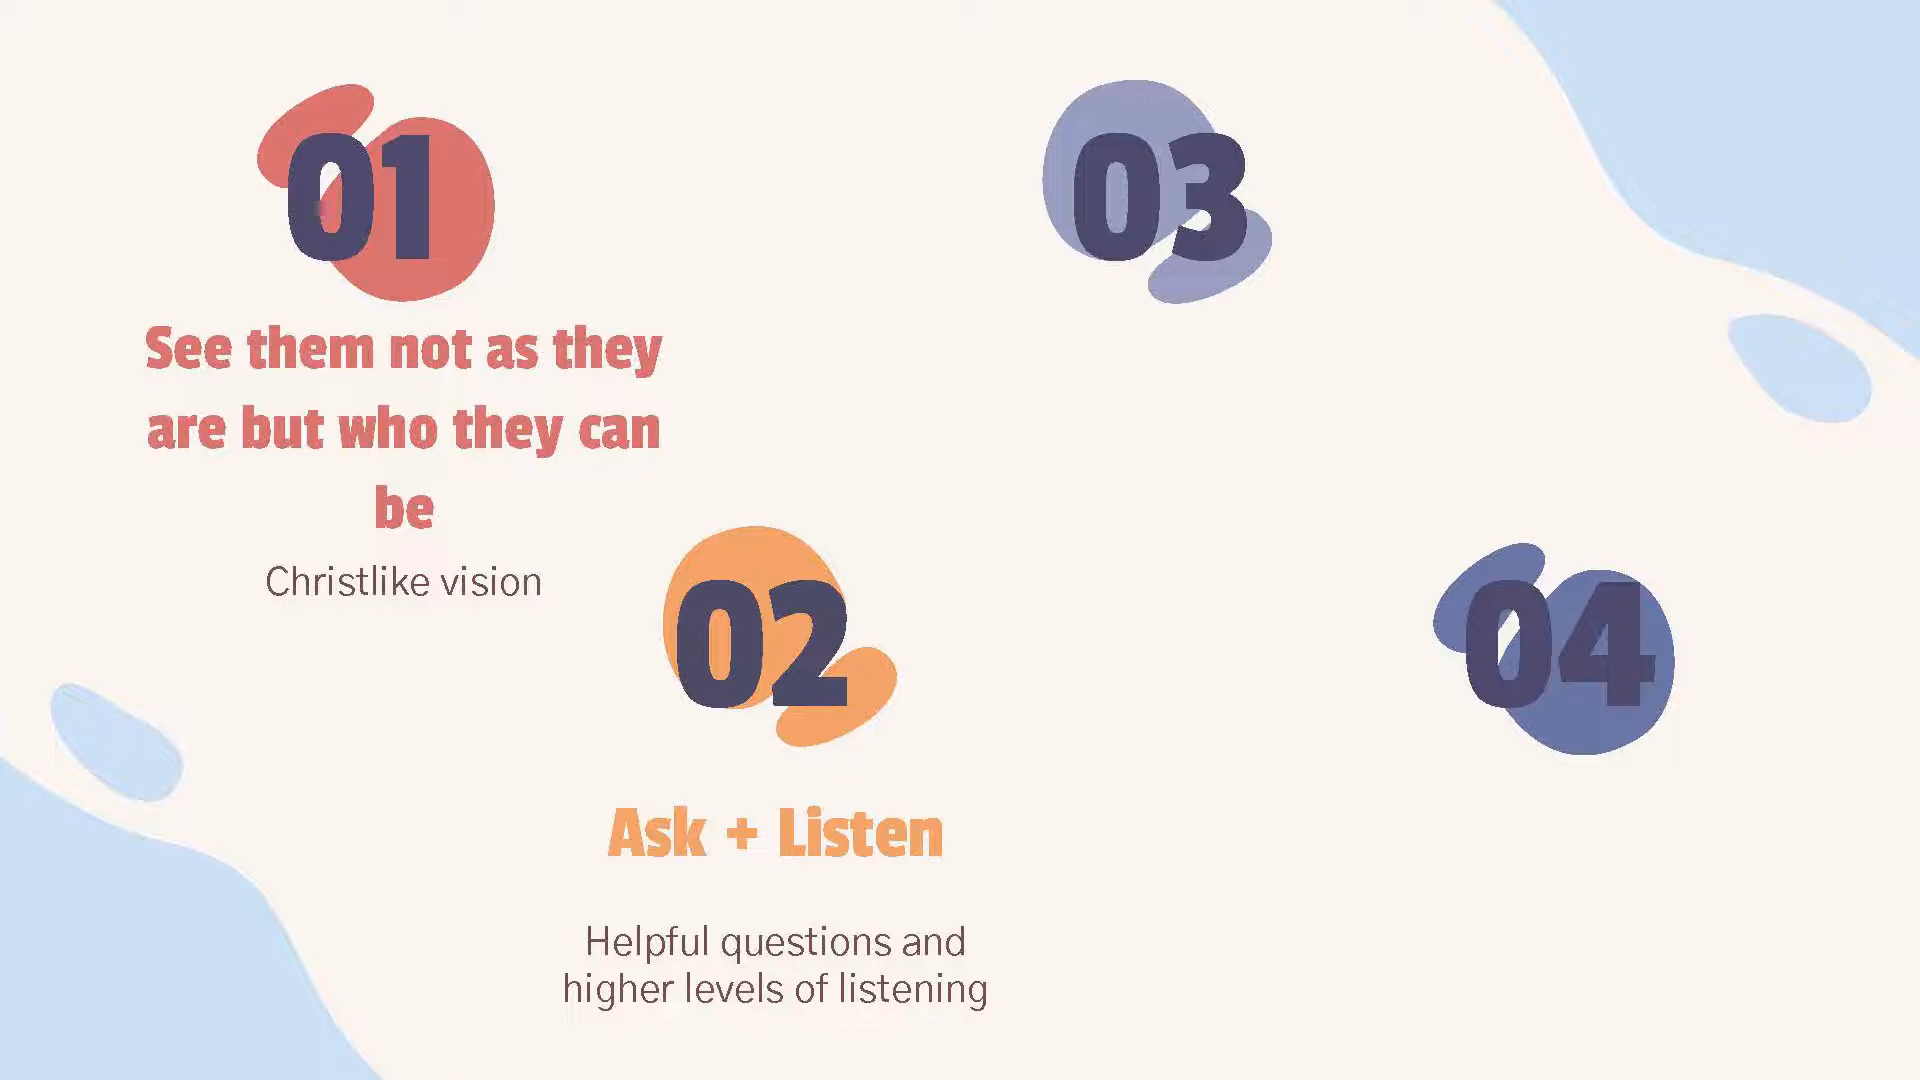 01
See them not as they
are but who they can
be
Christlike vision
02
Ask + Listen
Helpful questions and
higher levels of listening
03
04